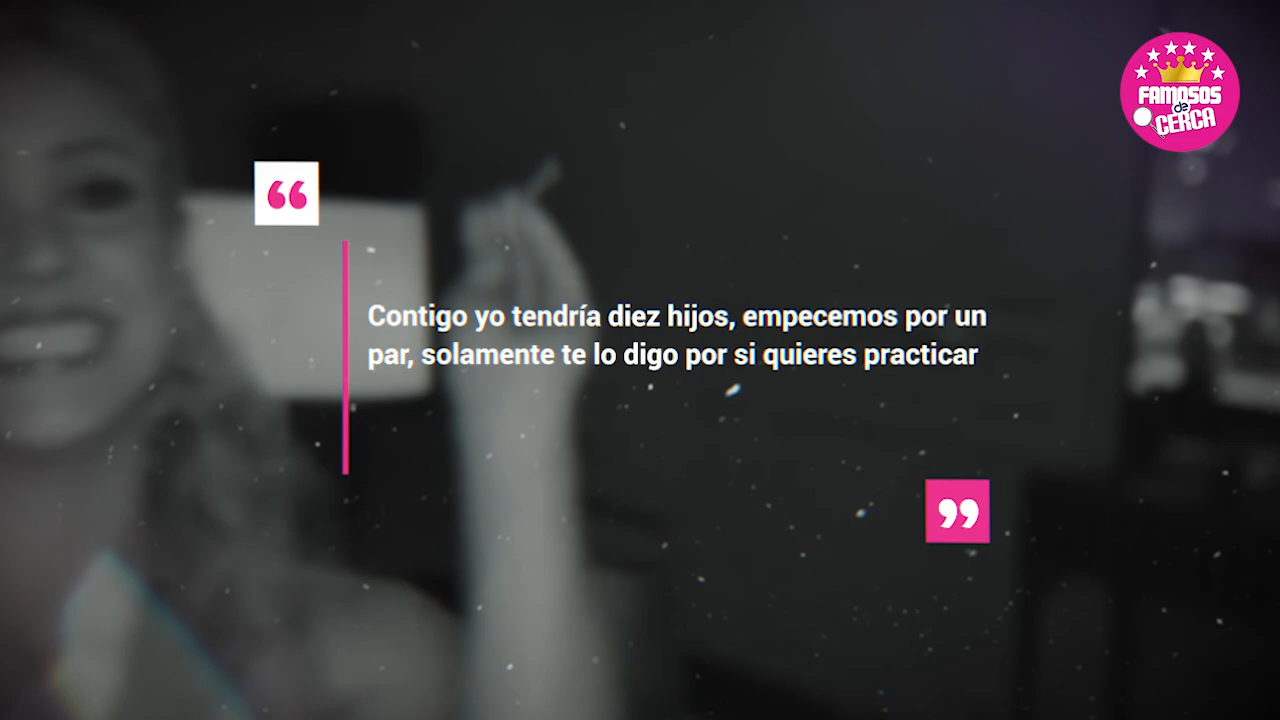 FAMOSOS
de
CERCA
“
Contigo yo tendría diez hijos, empecemos por un
par, solamente te lo digo por si quieres practicar
”